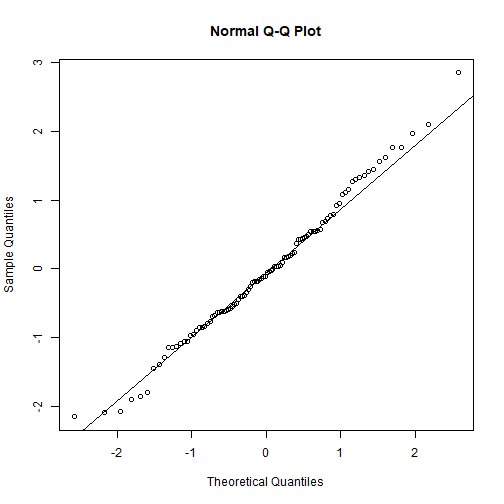 Normal Q-Q Plot
3
2
1
0
-1
-2
Sample Quantiles
-2 -1 0 1 2
Theoretical Quantiles